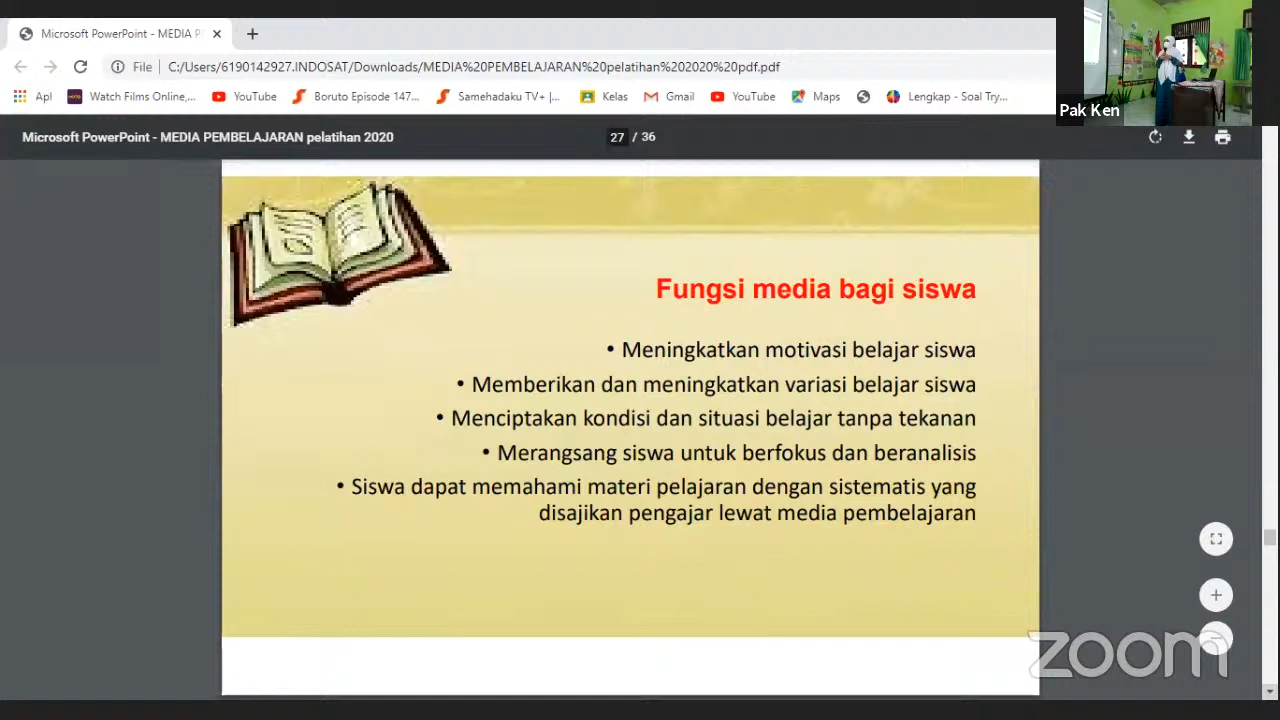 Microsoft PowerPoint - MEDIA P
File
C:/Users/6190142927.INDOSAT/Downloads/MEDIA%20PEMBELAJARAN%20pelatihan%202020%20pdf.pdf
Apl
Watch Films Online,...
YouTube
Boruto Episode 147...
Samehadaku TV+ |...
Kelas
Gmail
YouTube
Maps
Lengkap - Soal Try...
Pak Ken
Microsoft PowerPoint - MEDIA PEMBELAJARAN pelatihan 2020
27 / 36
Fungsi media bagi siswa
• Meningkatkan motivasi belajar siswa
• Memberikan dan meningkatkan variasi belajar siswa
• Menciptakan kondisi dan situasi belajar tanpa tekanan
• Merangsang siswa untuk berfokus dan beranalisis
• Siswa dapat memahami materi pelajaran dengan sistematis yang
disajikan pengajar lewat media pembelajaran
zoom